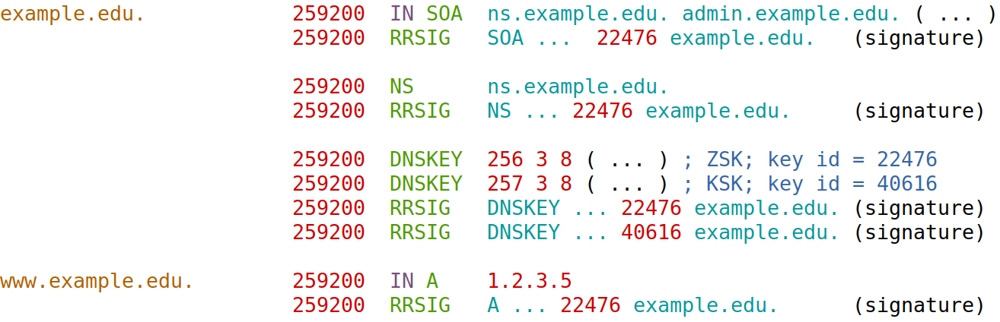 example.edu. 259200 IN SOA ns.example.edu. admin.example.edu. ( ... )
259200 RRSIG SOA ... 22476 example.edu. (signature)
259200 NS ns.example.edu.
259200 RRSIG NS ... 22476 example.edu. (signature)
259200 DNSKEY 256 3 8 ( ... ) ; ZSK; key id = 22476
259200 DNSKEY 257 3 8 ( ... ) ; KSK; key id = 40616
259200 RRSIG DNSKEY ... 22476 example.edu. (signature)
259200 RRSIG DNSKEY ... 40616 example.edu. (signature)
www.example.edu. 259200 IN A 1.2.3.5
259200 RRSIG A ... 22476 example.edu. (signature)